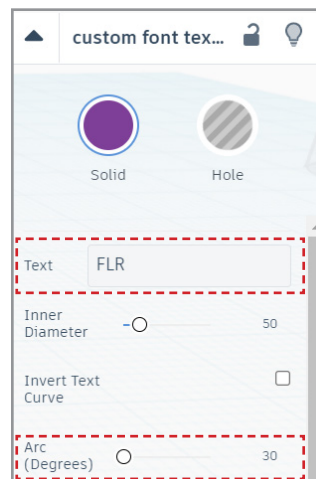 custom font tex...
Solid Hole
Text FLR
Inner
Diameter 50
Invert Text
Curve
Arc
(Degrees) 30